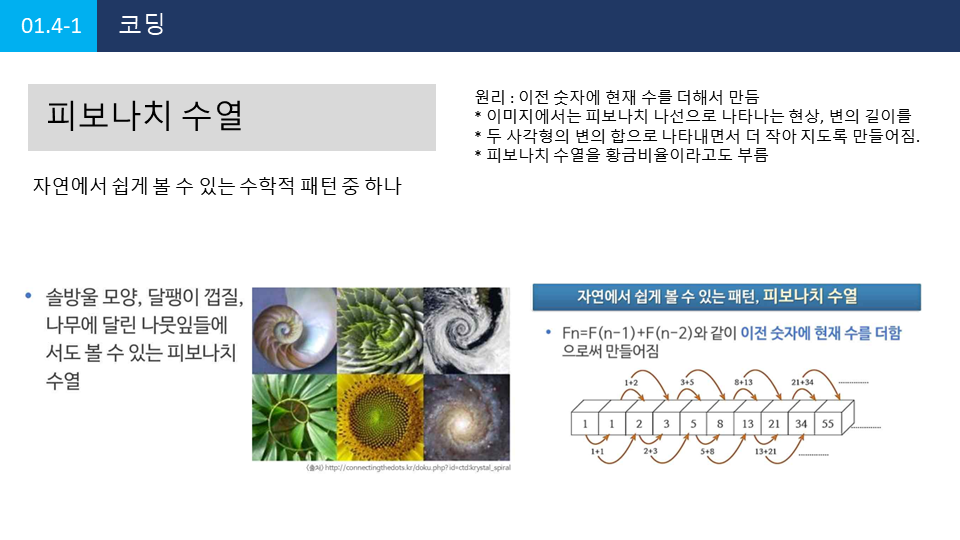 01.4-1
코딩
피보나치 수열
원리 : 이전 숫자에 현재 수를 더해서 만듬
* 이미지에서는 피보나치 나선으로 나타나는 현상, 변의 길이를
* 두 사각형의 변의 합으로 나타내면서 더 작아 지도록 만들어짐.
* 피보나치 수열을 황금비율이라고도 부름
자연에서 쉽게 볼 수 있는 수학적 패턴 중 하나
• 솔방울 모양, 달팽이 껍질,
나무에 달린 나뭇잎들에
서도 볼 수 있는 피보나치
수열
(출처) http://connectingthedots.kr/doku.php?id=ctd:krystal_spiral
자연에서 쉽게 볼 수 있는 패턴, 피보나치 수열
• Fn=F(n-1)+F(n-2)와 같이 이전 숫자에 현재 수를 더함
으로써 만들어짐
1+2 3+5 8+13 21+34 ...............
1 1 2 3 5 8 13 21 34 55 ...............
1+1 2+3 5+8 13+21 ...............